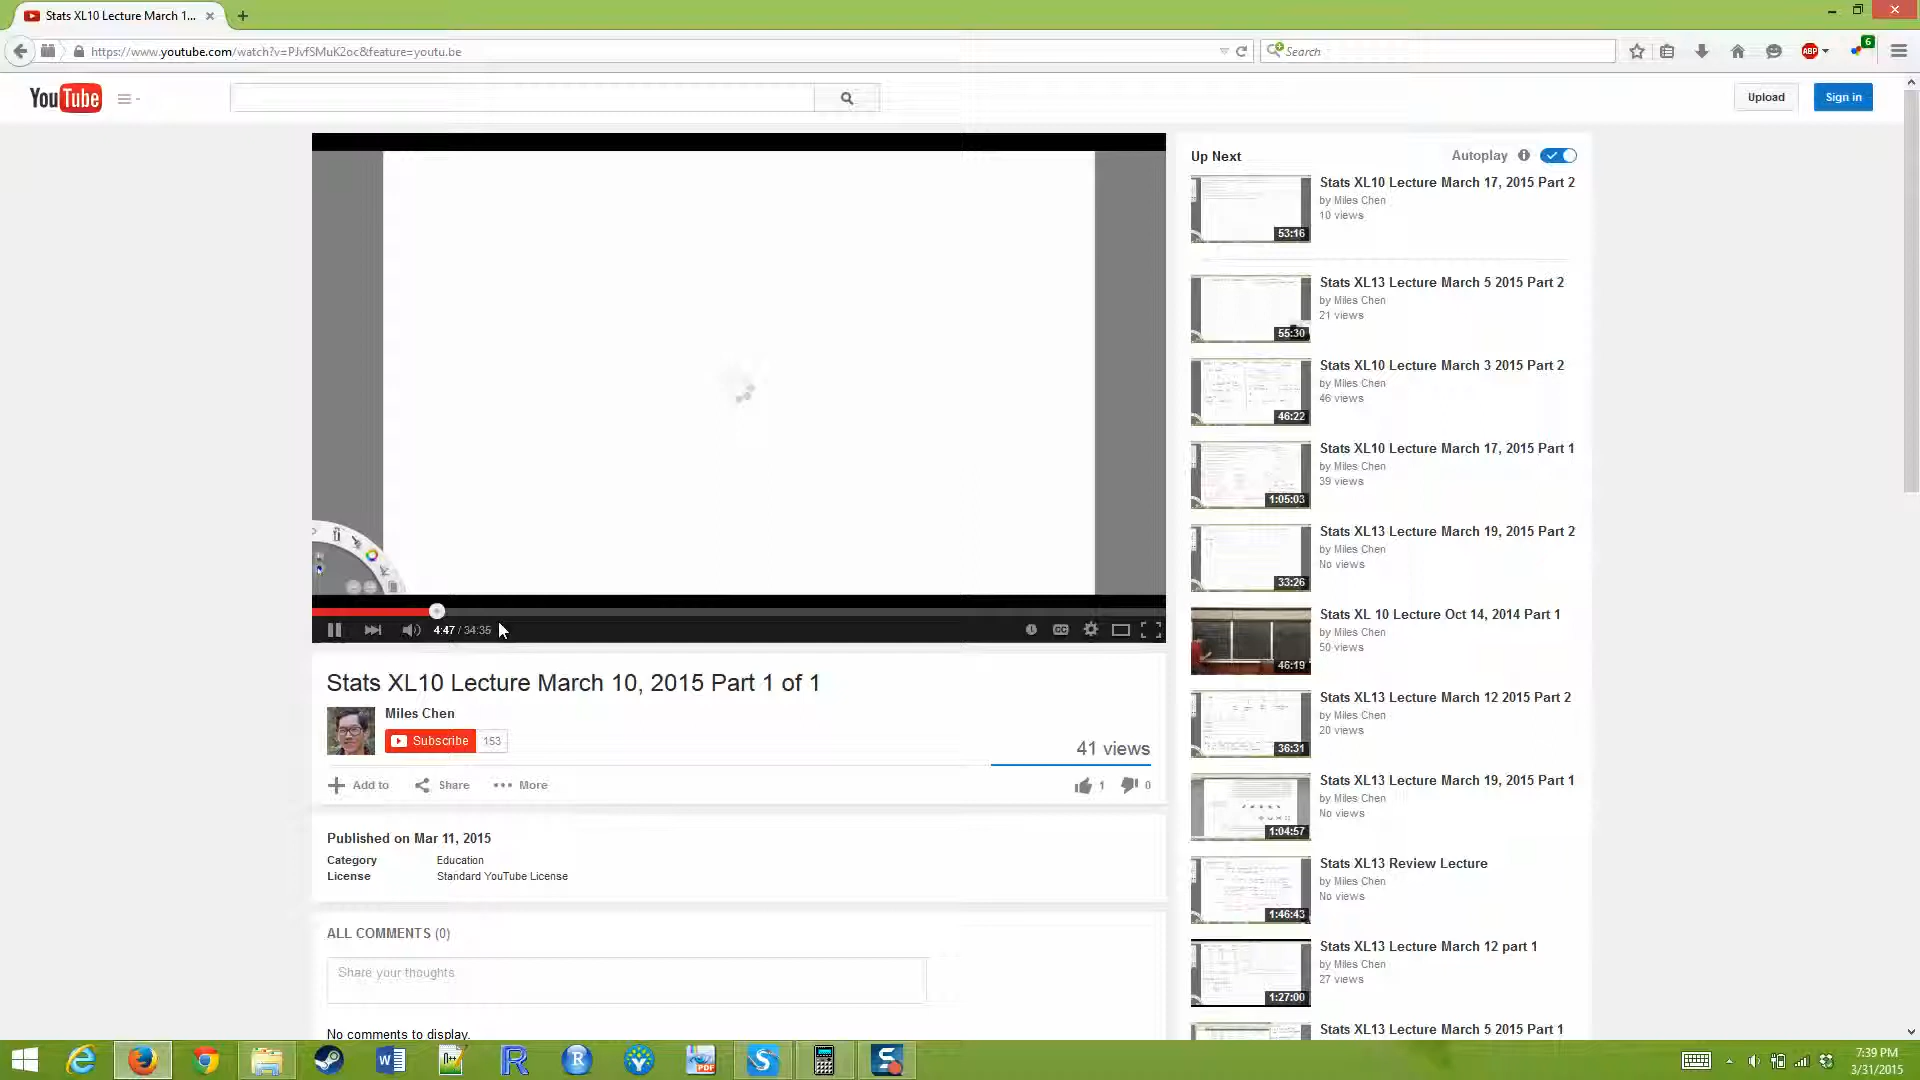 Stats XL10 Lecture March 1...
https://www.youtube.com/watch?v=PJvfSMuK2oc&feature=youtu.be
Search
ABP
6
YouTube
Upload
Sign in
Up Next
Autoplay
Stats XL10 Lecture March 17, 2015 Part 2
by Miles Chen
10 views
53:16
Stats XL13 Lecture March 5 2015 Part 2
by Miles Chen
21 views
55:30
Stats XL10 Lecture March 3 2015 Part 2
by Miles Chen
46 views
46:22
Stats XL10 Lecture March 17, 2015 Part 1
by Miles Chen
39 views
1:05:03
Stats XL13 Lecture March 19, 2015 Part 2
by Miles Chen
No views
33:26
Stats XL 10 Lecture Oct 14, 2014 Part 1
by Miles Chen
50 views
46:19
Stats XL13 Lecture March 12 2015 Part 2
by Miles Chen
20 views
36:31
Stats XL13 Lecture March 19, 2015 Part 1
by Miles Chen
No views
1:04:57
Stats XL13 Review Lecture
by Miles Chen
No views
1:46:43
Stats XL13 Lecture March 12 part 1
by Miles Chen
27 views
1:27:00
Stats XL13 Lecture March 5 2015 Part 1
4:47 / 34:35
CC
Stats XL10 Lecture March 10, 2015 Part 1 of 1
Miles Chen
Subscribe 153
41 views
Add to Share More
1 0
Published on Mar 11, 2015
Category Education
License Standard YouTube License
ALL COMMENTS (0)
Share your thoughts
No comments to display.
PDF
7:39 PM
3/31/2015